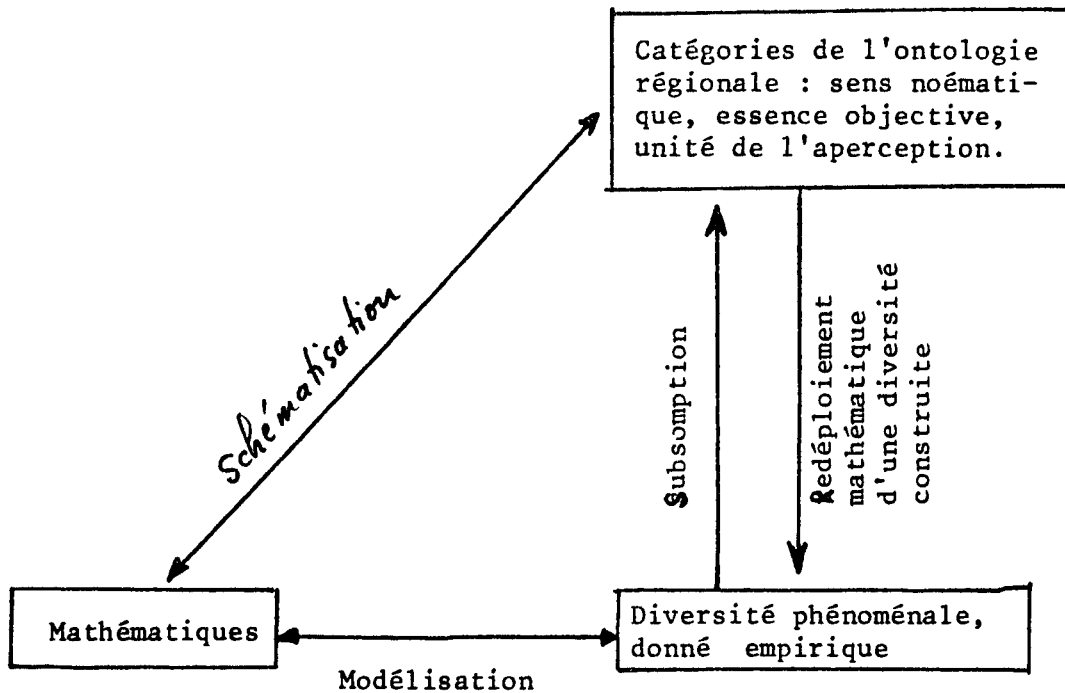 Catégories de l'ontologie
régionale : sens noémati-
que, essence objective,
unité de l'aperception.
schématisation
Subsomption
Redéploiement
mathématique
d'une diversité
construite
Mathématiques
Modélisation
Diversité phénoménale,
donné empirique